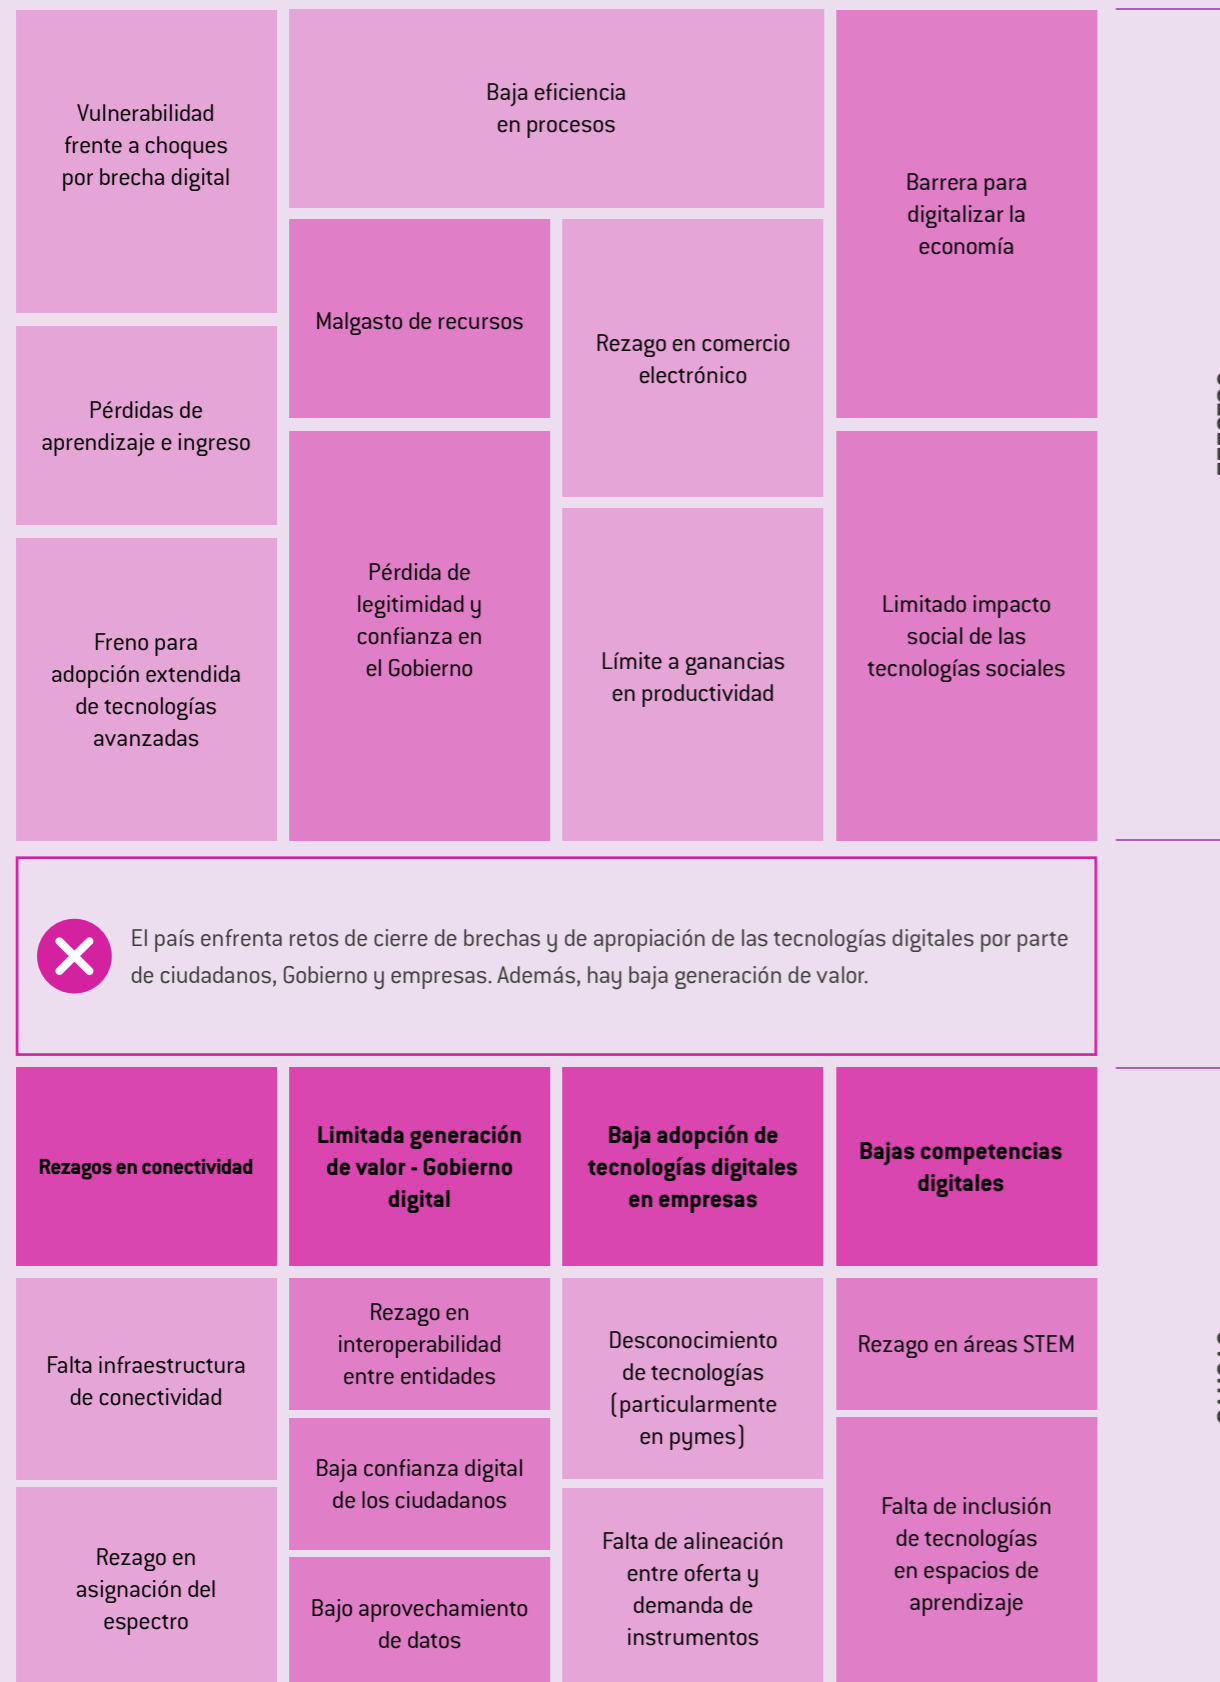 Vulnerabilidad
frente a choques
por brecha digital
Baja eficiencia
en procesos
Barrera para
digitalizar la
economía
Malgasto de recursos
Rezago en comercio
electrónico
Pérdidas de
aprendizaje e ingreso
Pérdida de
legitimidad y
confianza en
el Gobierno
Limitado impacto
social de las
tecnologías sociales
Freno para
adopción extendida
de tecnologías
avanzadas
Límite a ganancias
en productividad
El país enfrenta retos de cierre de brechas y de apropiación de las tecnologías digitales por parte
de ciudadanos, Gobierno y empresas. Además, hay baja generación de valor.
Rezagos en conectividad
Limitada generación
de valor - Gobierno
digital
Baja adopción de
tecnologías digitales
en empresas
Bajas competencias
digitales
Falta infraestructura
de conectividad
Rezago en
interoperabilidad
entre entidades
Desconocimiento
de tecnologías
(particularmente
en pymes)
Rezago en áreas STEM
Baja confianza digital
de los ciudadanos
Falta de inclusión
de tecnologías
en espacios de
aprendizaje
Rezago en
asignación del
espectro
Bajo aprovechamiento
de datos
Falta de alineación
entre oferta y
demanda de
instrumentos